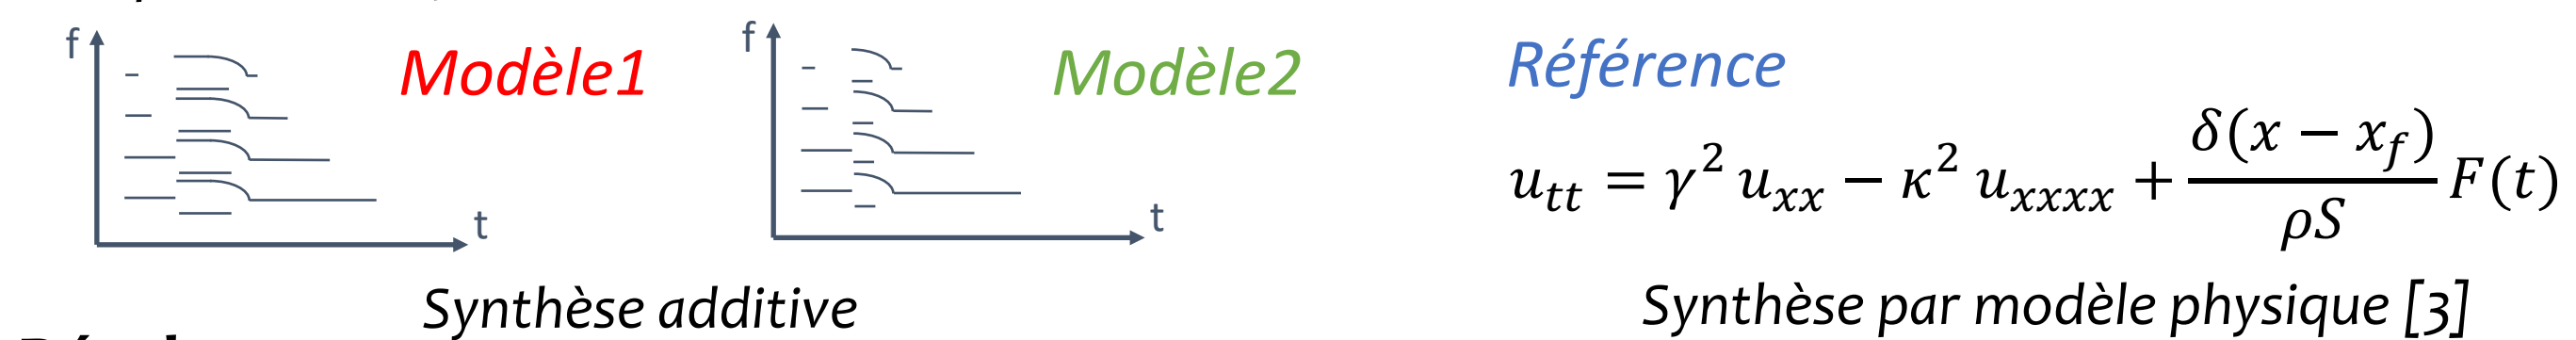 f
Modèle1
t
f
Modèle2
t
Synthèse additive
Référence
u_tt = γ² u_xx − κ² u_xxxx + δ(x − x_f)/ρS F(t)
Synthèse par modèle physique [3]